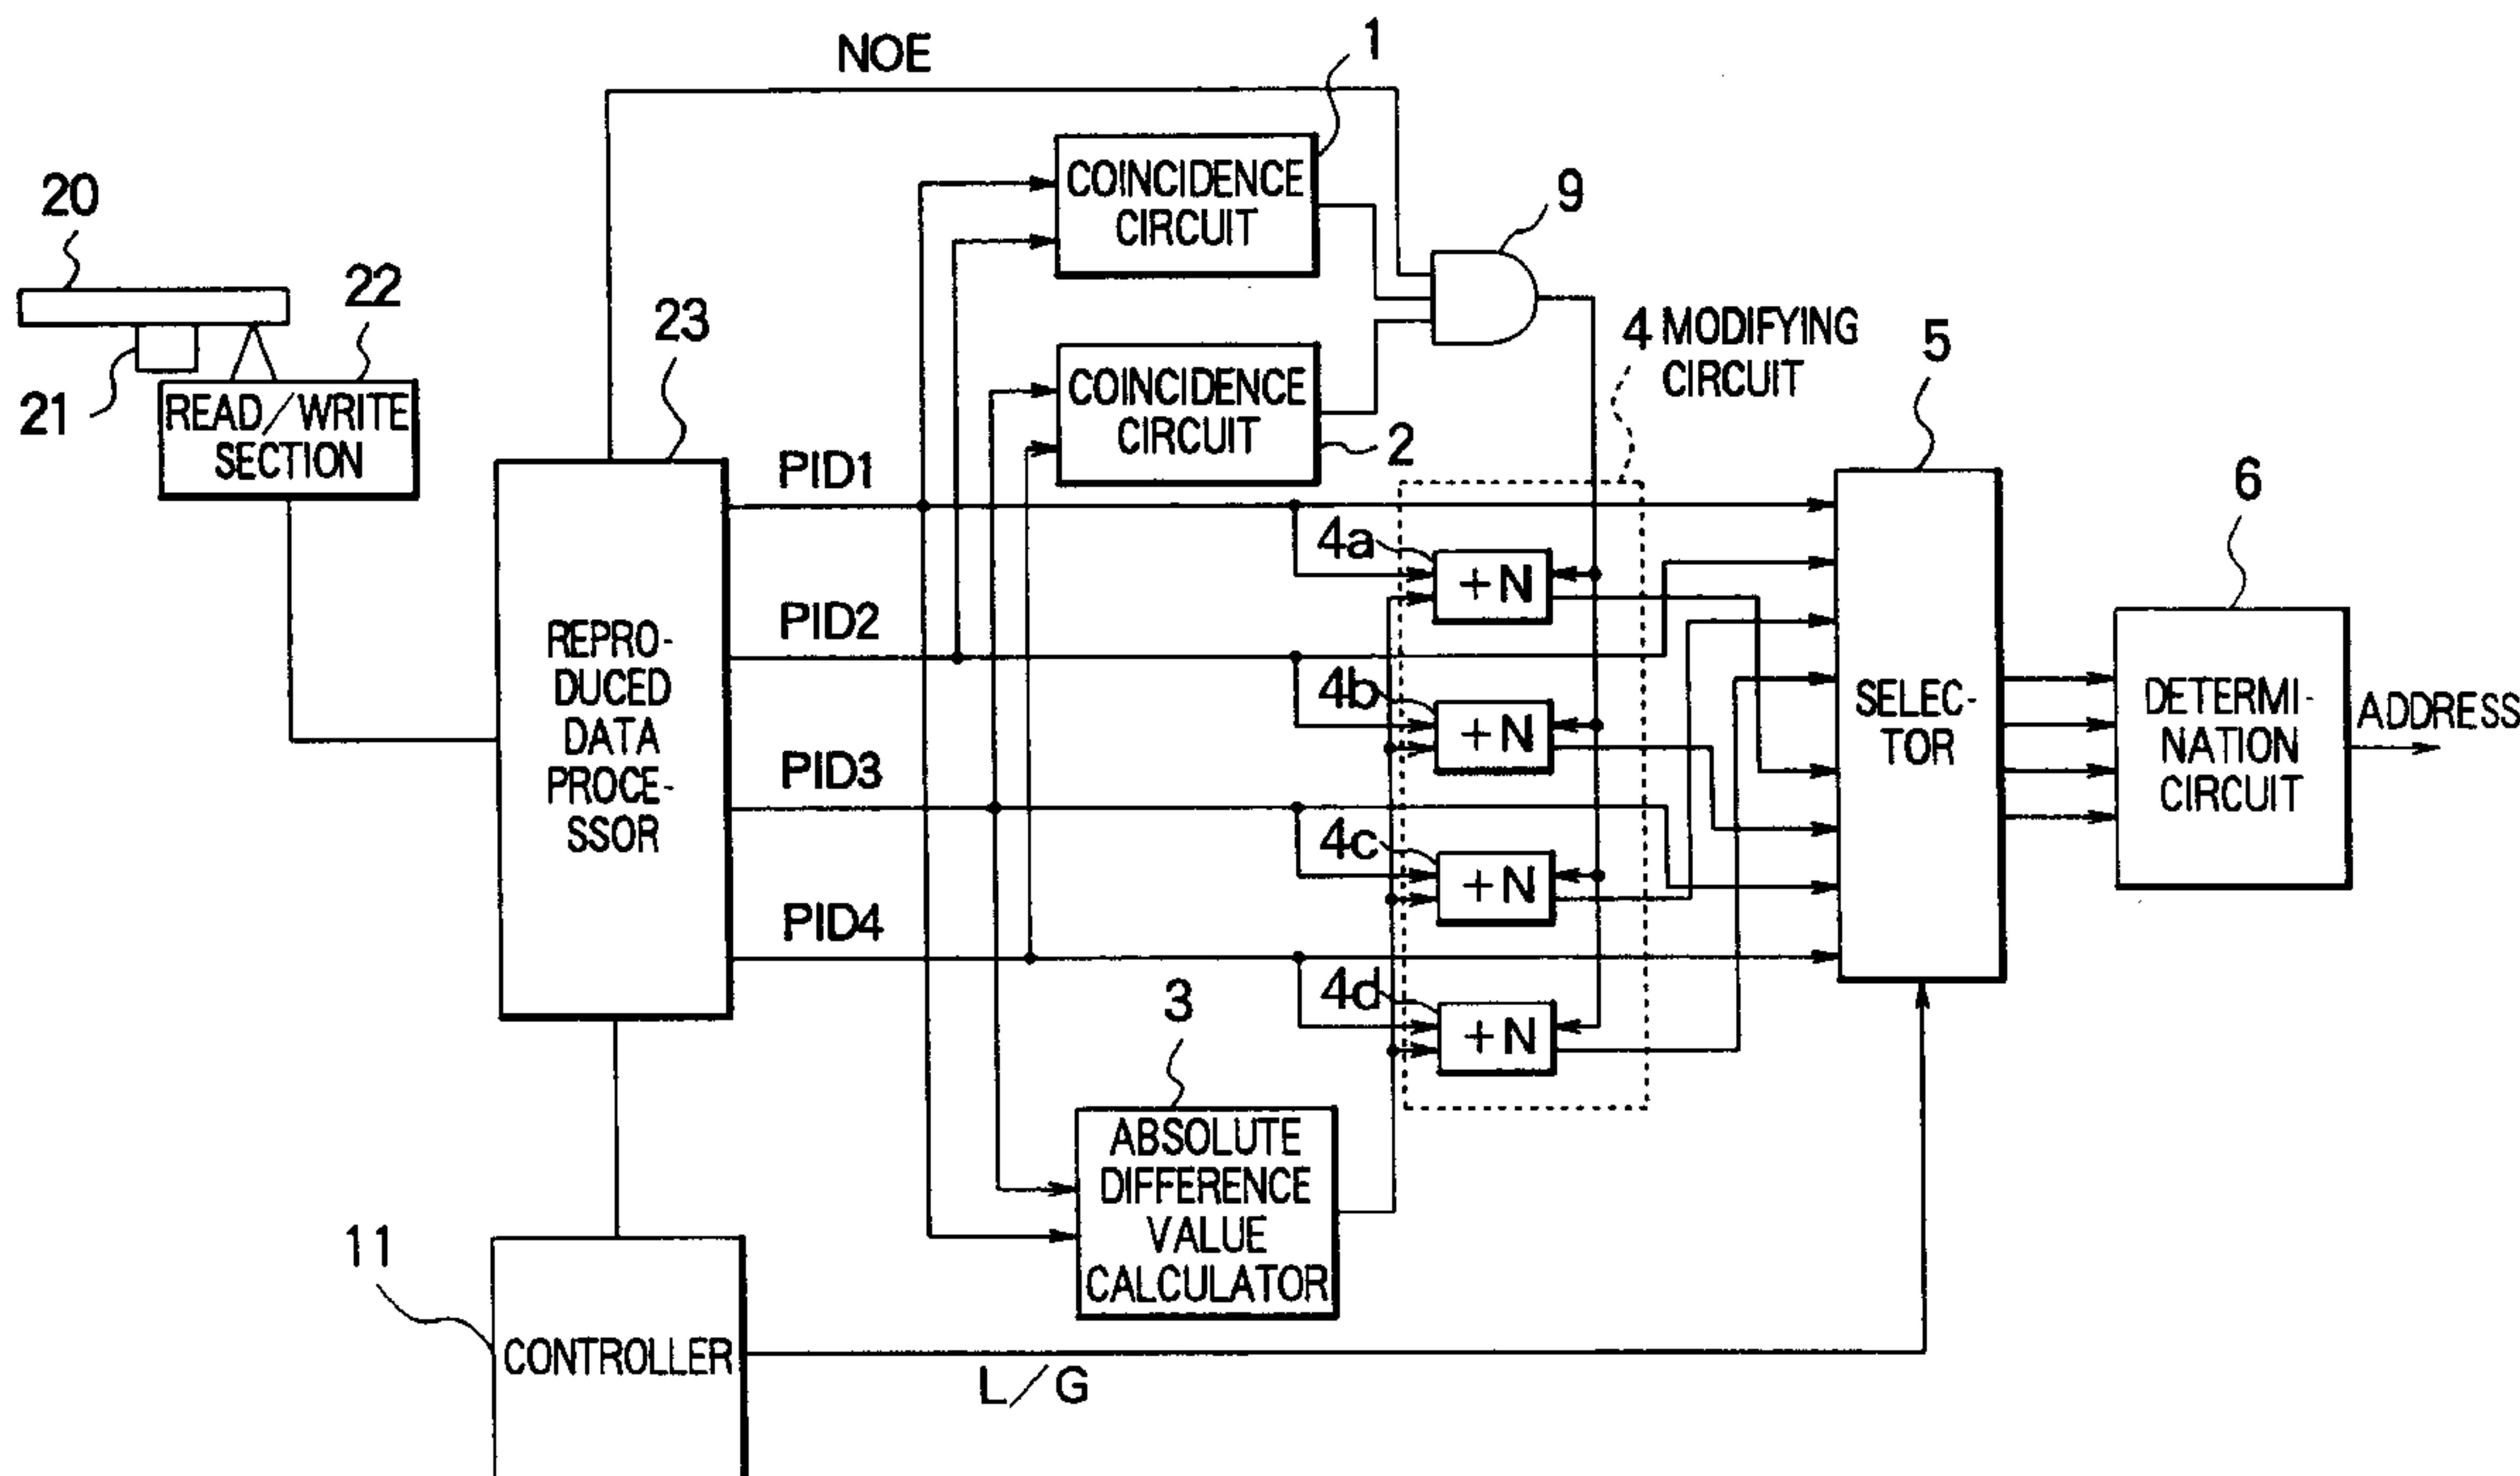 NOE
1
COINCIDENCE
CIRCUIT
9
20
22
23
4 MODIFYING
CIRCUIT
5
21
READ/WRITE
SECTION
COINCIDENCE
CIRCUIT
2
6
PID1
4a
+N
PID2
4b
+N
REPRO-
DUCED
DATA
PROCE-
SSOR
SELEC-
TOR
DETERMI-
NATION
CIRCUIT
ADDRESS
PID3
4c
+N
PID4
4d
+N
3
ABSOLUTE
DIFFERENCE
VALUE
CALCULATOR
11
CONTROLLER
L/G